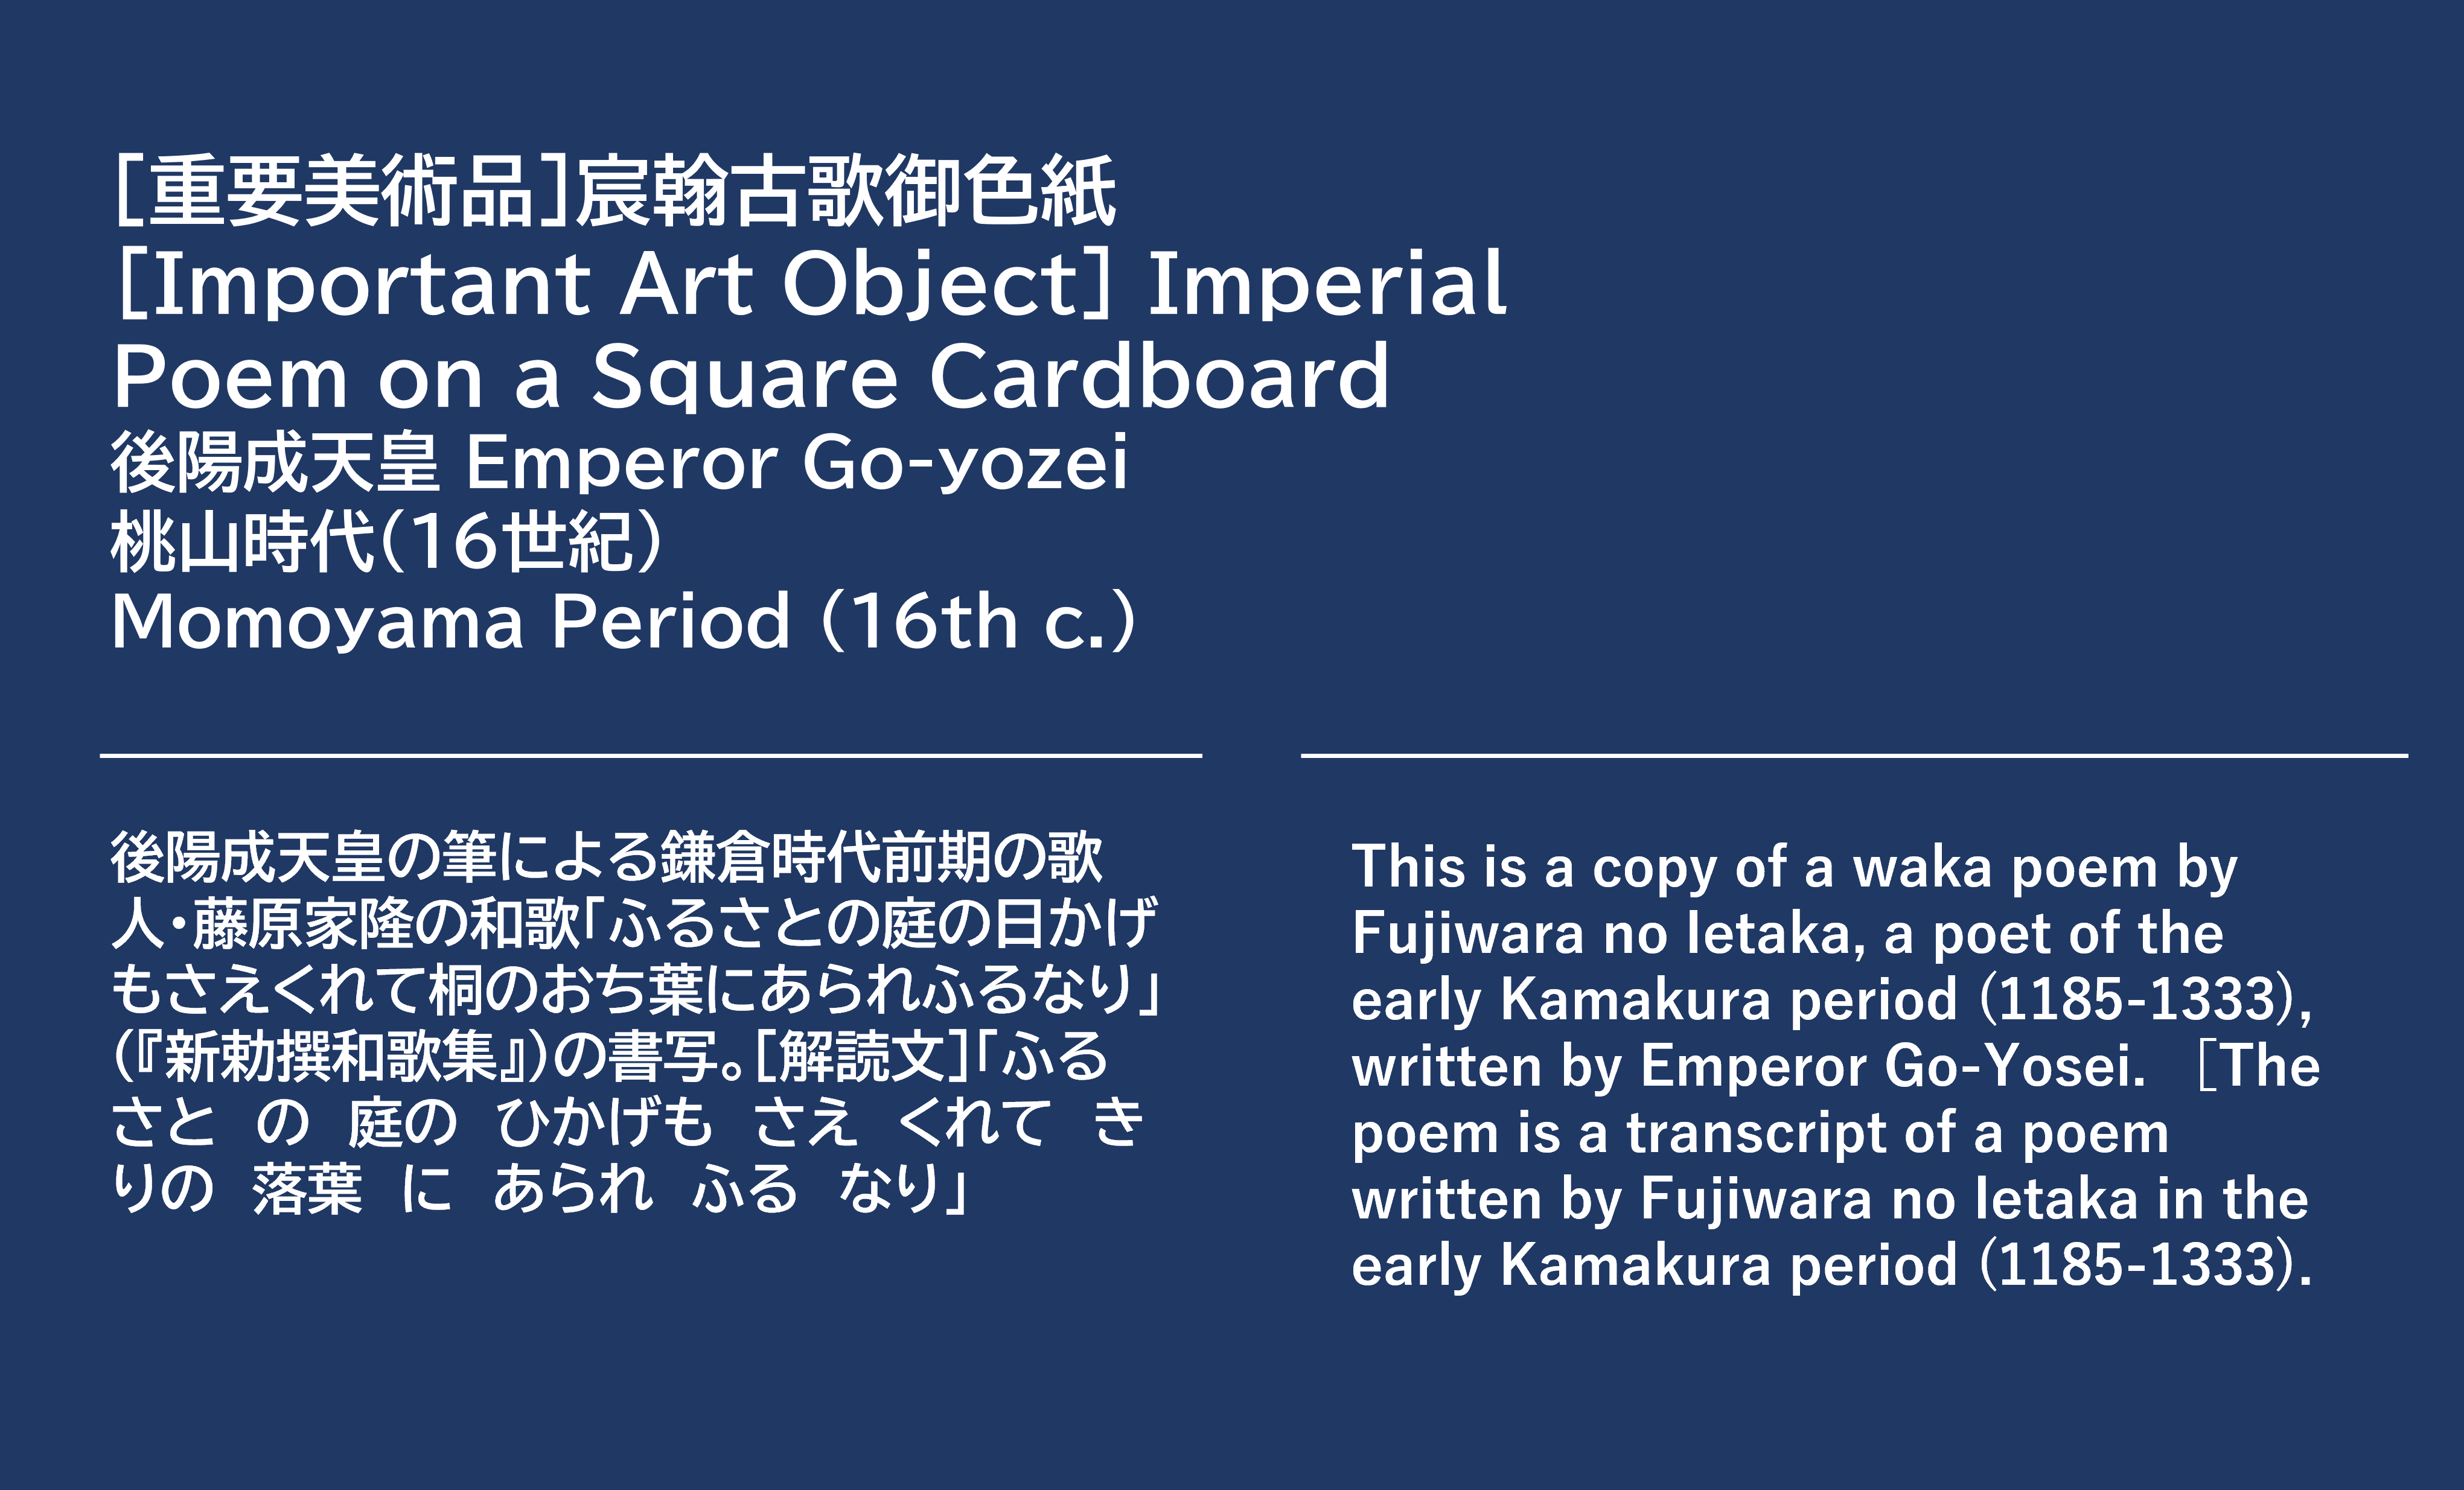 [重要美術品]宸翰古歌御色紙
[Important Art Object] Imperial
Poem on a Square Cardboard
後陽成天皇 Emperor Go-yozei
桃山時代(16世紀)
Momoyama Period (16th c.)
後陽成天皇の筆による鎌倉時代前期の歌
人・藤原家隆の和歌「ふるさとの庭の日かげ
もさえくれて桐のおち葉にあられふるなり」
(『新勅撰和歌集』)の書写。[解読文]「ふる
さと の 庭の ひかげも さえ くれて き
りの 落葉 に あられ ふる なり」
This is a copy of a waka poem by
Fujiwara no Ietaka, a poet of the
early Kamakura period (1185-1333),
written by Emperor Go-Yosei. [The
poem is a transcript of a poem
written by Fujiwara no Ietaka in the
early Kamakura period (1185-1333).